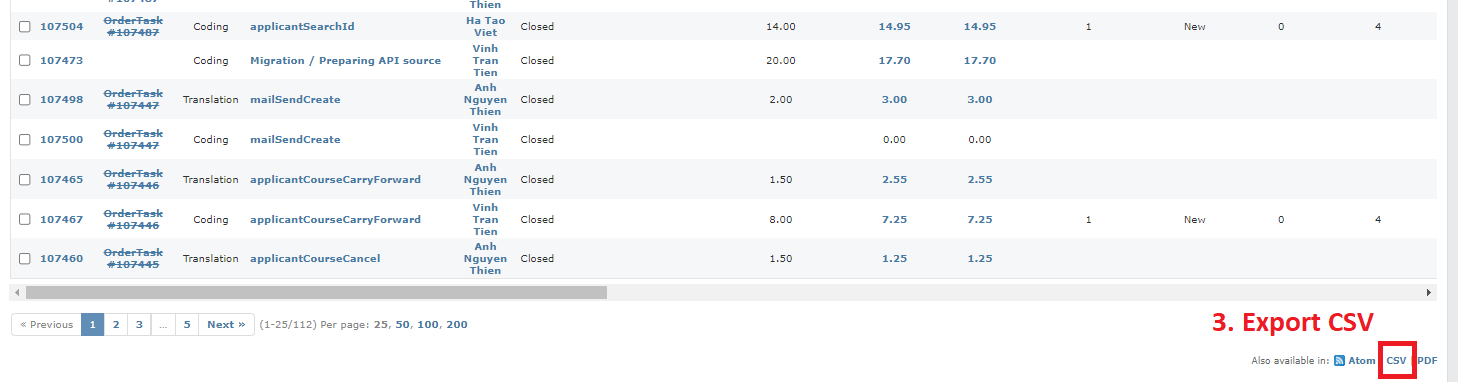 #107487 Thien
107504 OrderTask #107487 Coding applicantSearchId Ha Tao Viet Closed 14.00 14.95 14.95 1 New 0 4
107473 Coding Migration / Preparing API source Vinh Tran Tien Closed 20.00 17.70 17.70
107498 OrderTask #107447 Translation mailSendCreate Anh Nguyen Thien Closed 2.00 3.00 3.00
107500 OrderTask #107447 Coding mailSendCreate Vinh Tran Tien Closed 0.00 0.00
107465 OrderTask #107446 Translation applicantCourseCarryForward Anh Nguyen Thien Closed 1.50 2.55 2.55
107467 OrderTask #107446 Coding applicantCourseCarryForward Vinh Tran Tien Closed 8.00 7.25 7.25 1 New 0 4
107460 OrderTask #107445 Translation applicantCourseCancel Anh Nguyen Thien Closed 1.50 1.25 1.25
« Previous 1 2 3 ... 5 Next » (1-25/112) Per page: 25, 50, 100, 200
3. Export CSV
Also available in: Atom CSV | PDF